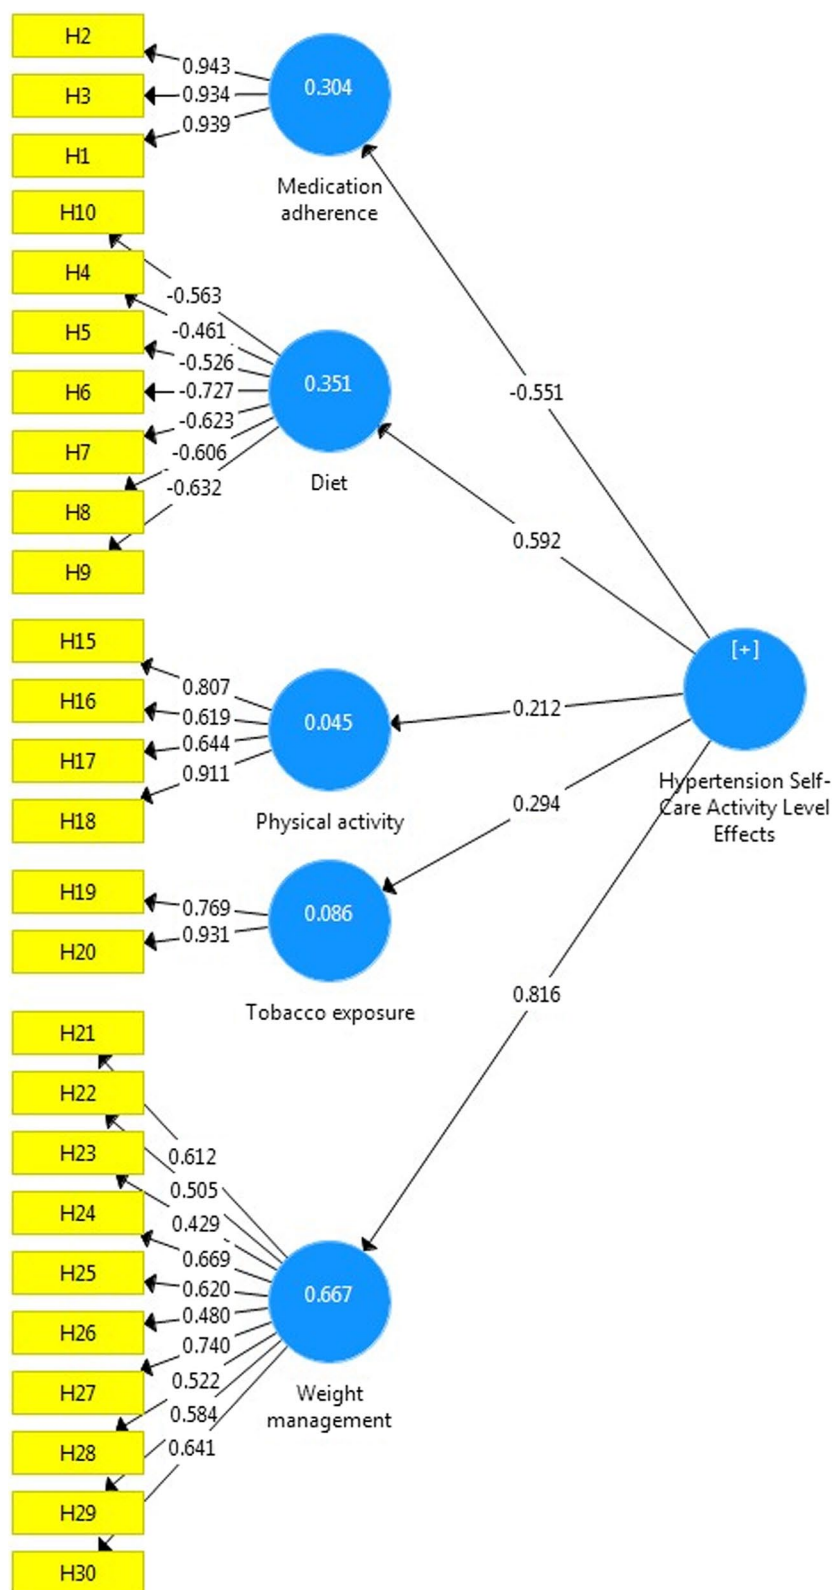 H2
H3
H1
0.943
0.934
0.939
0.304
Medication
adherence
H10
H4
H5
H6
H7
H8
H9
-0.563
-0.461
-0.526
-0.727
-0.623
-0.606
-0.632
0.351
Diet
-0.551
0.592
H15
H16
H17
H18
0.807
0.619
0.644
0.911
0.045
Physical activity
0.212
[+]
Hypertension Self-
Care Activity Level
Effects
0.294
H19
H20
0.769
0.931
0.086
Tobacco exposure
0.816
H21
H22
H23
H24
H25
H26
H27
H28
H29
H30
0.612
0.505
0.429
0.669
0.620
0.480
0.740
0.522
0.584
0.641
0.667
Weight
management